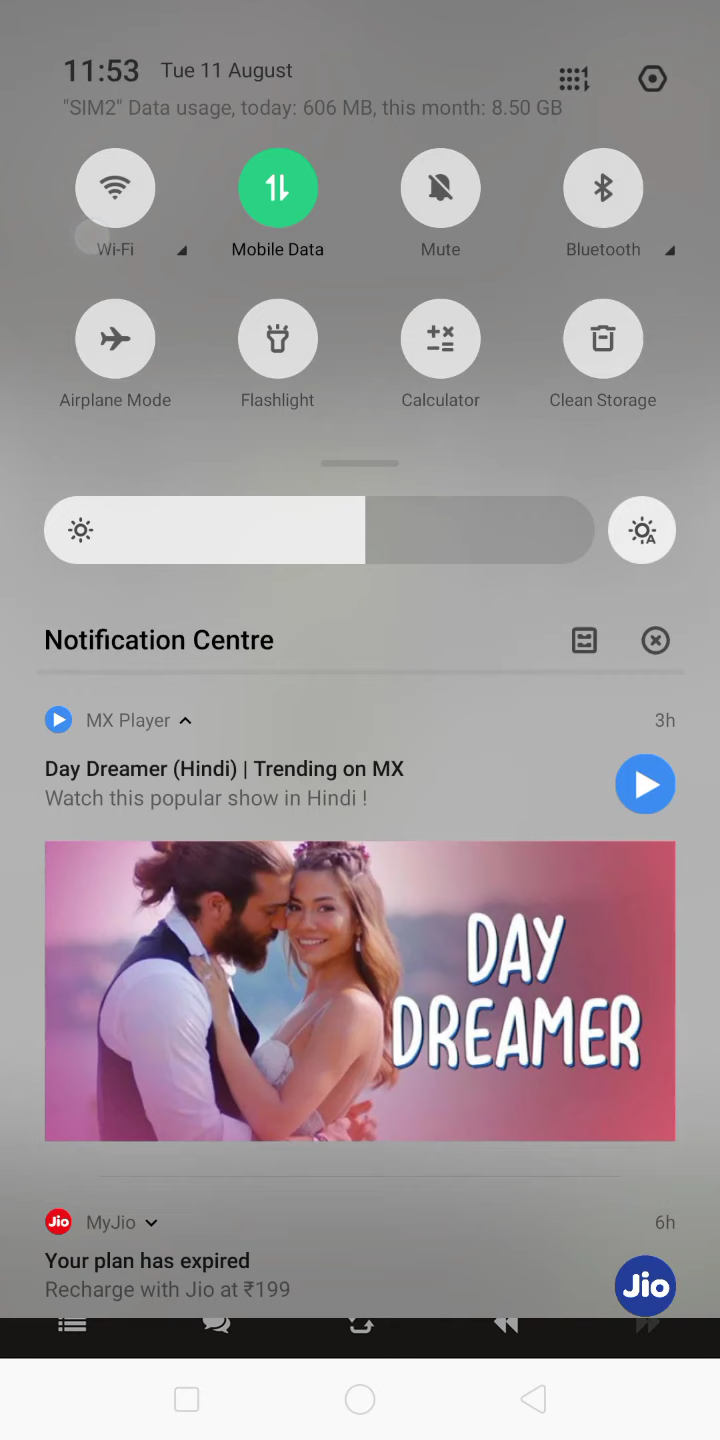 11:53 Tue 11 August
"SIM2" Data usage, today: 606 MB, this month: 8.50 GB
Wi-Fi Mobile Data Mute Bluetooth
Airplane Mode Flashlight Calculator Clean Storage
A
Notification Centre
MX Player 3h
Day Dreamer (Hindi) | Trending on MX
Watch this popular show in Hindi !
DAY
DREAMER
Jio MyJio 6h
Your plan has expired
Recharge with Jio at ₹199
Jio